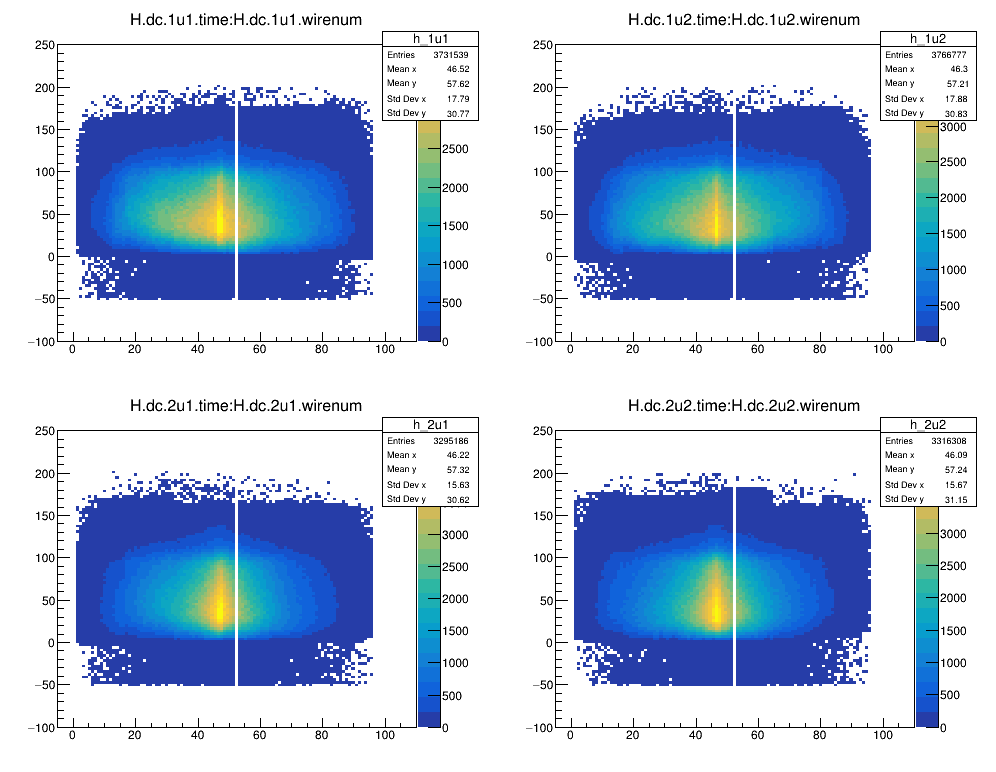 H.dc.1u1.time:H.dc.1u1.wirenum
h_1u1
Entries 3731539
Mean x 46.52
Mean y 57.62
Std Dev x 17.79
Std Dev y 30.77
250
200
150
100
50
0
−50
−100
0 20 40 60 80 100
2500
2000
1500
1000
500
0
H.dc.1u2.time:H.dc.1u2.wirenum
h_1u2
Entries 3766777
Mean x 46.3
Mean y 57.21
Std Dev x 17.88
Std Dev y 30.83
250
200
150
100
50
0
−50
−100
0 20 40 60 80 100
3000
2500
2000
1500
1000
500
0
H.dc.2u1.time:H.dc.2u1.wirenum
h_2u1
Entries 3295186
Mean x 46.22
Mean y 57.32
Std Dev x 15.63
Std Dev y 30.62
250
200
150
100
50
0
−50
−100
0 20 40 60 80 100
3000
2500
2000
1500
1000
500
0
H.dc.2u2.time:H.dc.2u2.wirenum
h_2u2
Entries 3316308
Mean x 46.09
Mean y 57.24
Std Dev x 15.67
Std Dev y 31.15
250
200
150
100
50
0
−50
−100
0 20 40 60 80 100
3000
2500
2000
1500
1000
500
0